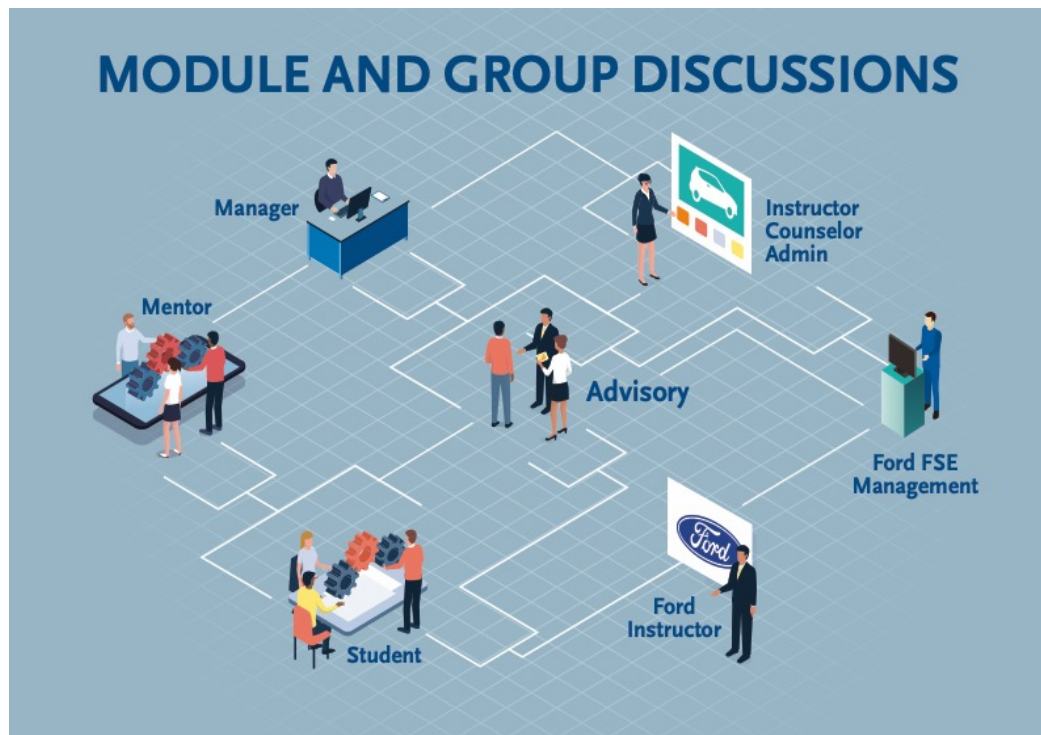 MODULE AND GROUP DISCUSSIONS
Manager
Instructor
Counselor
Admin
Mentor
Advisory
Ford FSE
Management
Ford
Ford
Instructor
Student